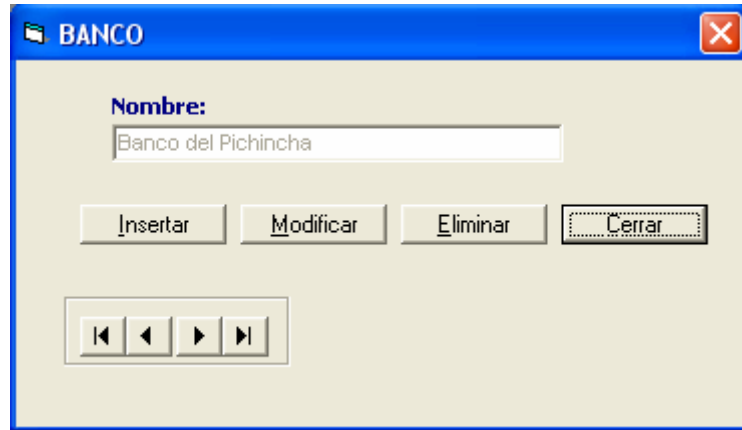 BANCO
Nombre:
Banco del Pichincha
Insertar Modificar Eliminar Cerrar